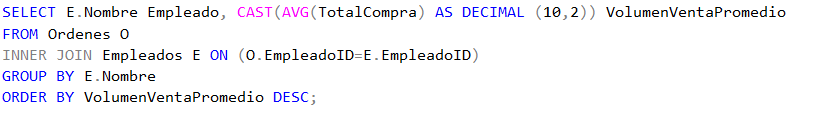 SELECT E.Nombre Empleado, CAST(AVG(TotalCompra) AS DECIMAL (10,2)) VolumenVentaPromedio
FROM Ordenes O
INNER JOIN Empleados E ON (O.EmpleadoID=E.EmpleadoID)
GROUP BY E.Nombre
ORDER BY VolumenVentaPromedio DESC;